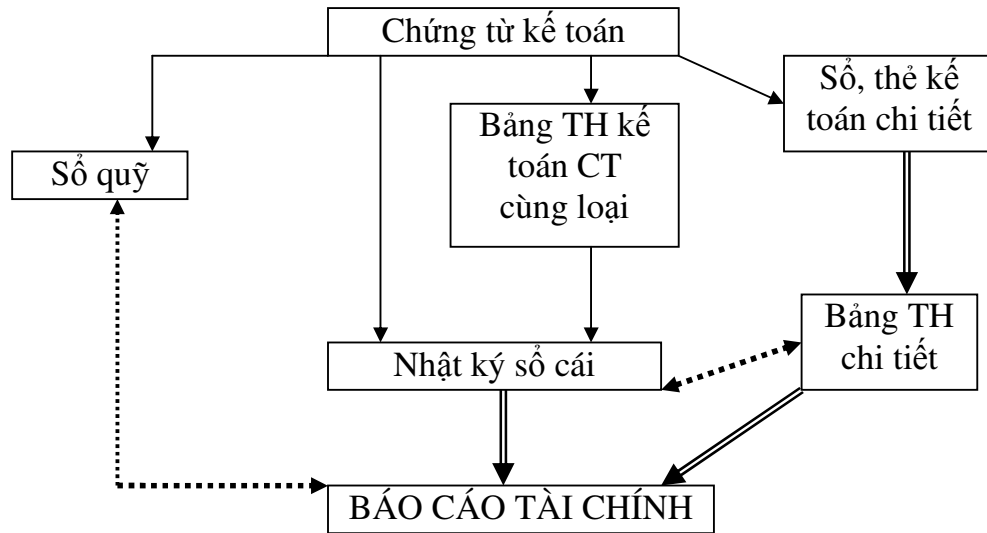 Chứng từ kế toán
Sổ, thẻ kế
toán chi tiết
Bảng TH kế
toán CT
cùng loại
Sổ quỹ
Bảng TH
chi tiết
Nhật ký sổ cái
BÁO CÁO TÀI CHÍNH